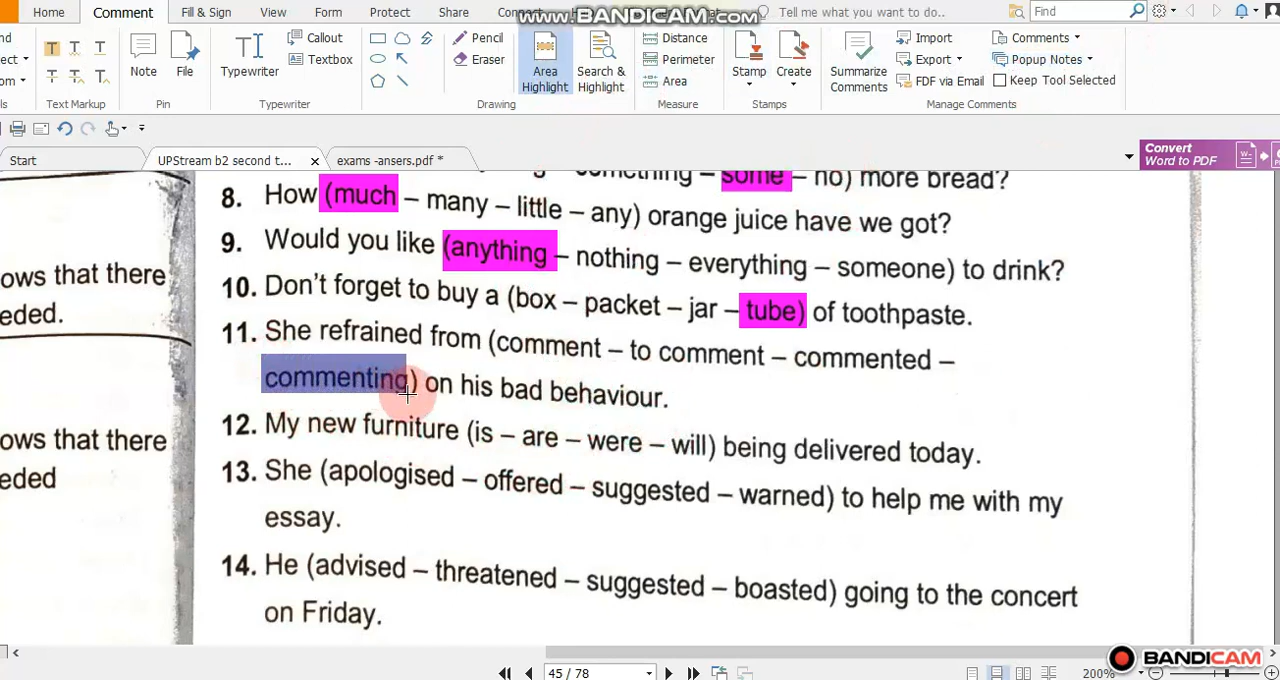 www.BANDICAM.com
Home Comment Fill & Sign View Form Protect Share Tell me what you want to do.. Find
Note File Typewriter Callout Textbox Pencil Eraser Area Highlight Search & Highlight Distance Perimeter Area Stamp Create Summarize Comments Import Export FDF via Email Comments Popup Notes Keep Tool Selected
Text Markup Pin Typewriter Drawing Measure Stamps Manage Comments
Start UPStream b2 second t... exams -ansers.pdf * Convert Word to PDF
some – no) more bread?
8. How (much – many – little – any) orange juice have we got?
9. Would you like (anything – nothing – everything – someone) to drink?
10. Don't forget to buy a (box – packet – jar – tube) of toothpaste.
11. She refrained from (comment – to comment – commented –
commenting) on his bad behaviour.
12. My new furniture (is – are – were – will) being delivered today.
13. She (apologised – offered – suggested – warned) to help me with my
essay.
14. He (advised – threatened – suggested – boasted) going to the concert
on Friday.
ows that there
eded.
ows that there
eded
45 / 78 200%
BANDICAM